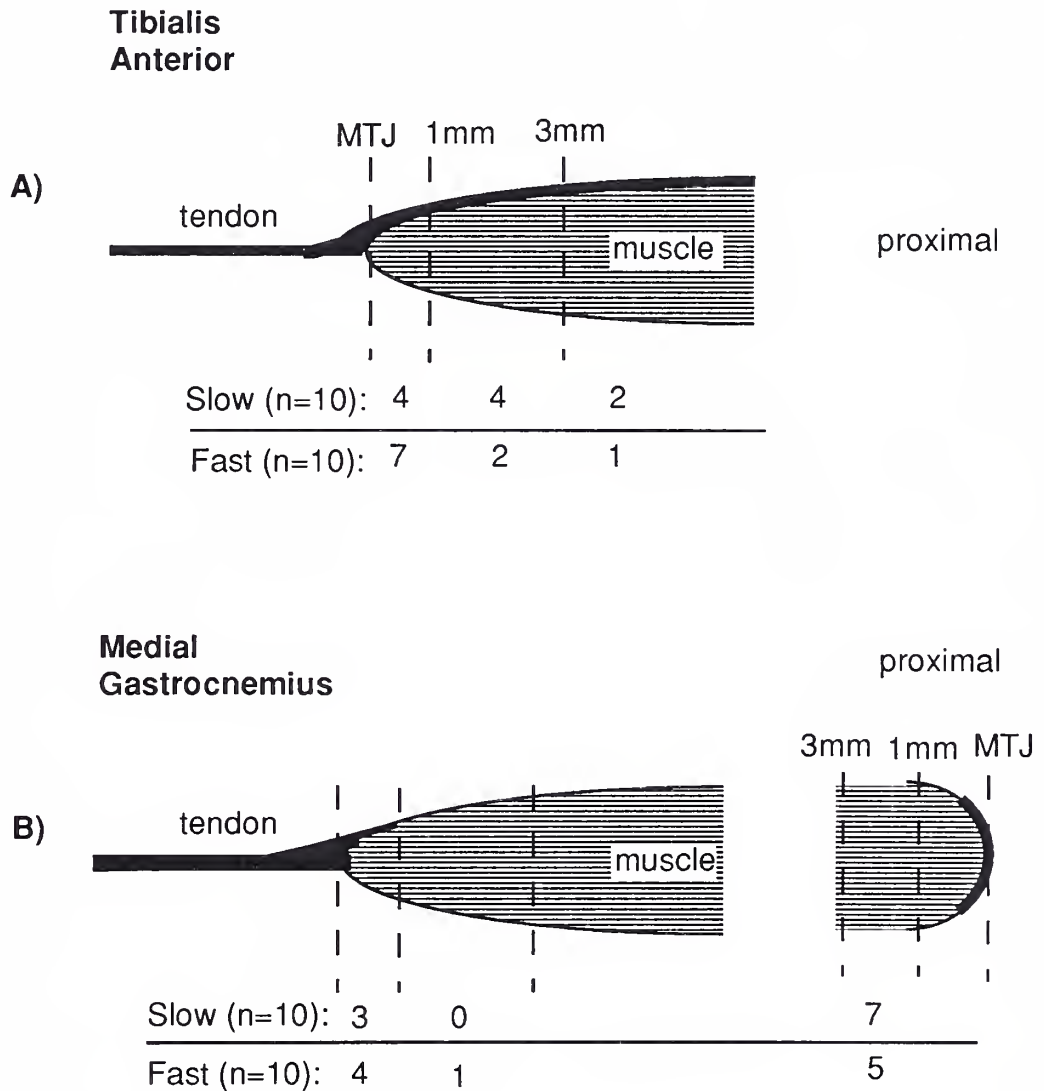 Tibialis
Anterior
MTJ 1mm 3mm
A)
tendon
muscle
proximal
Slow (n=10): 4 4 2
Fast (n=10): 7 2 1
Medial
Gastrocnemius
proximal
3mm 1mm MTJ
B)
tendon
muscle
Slow (n=10): 3 0 7
Fast (n=10): 4 1 5